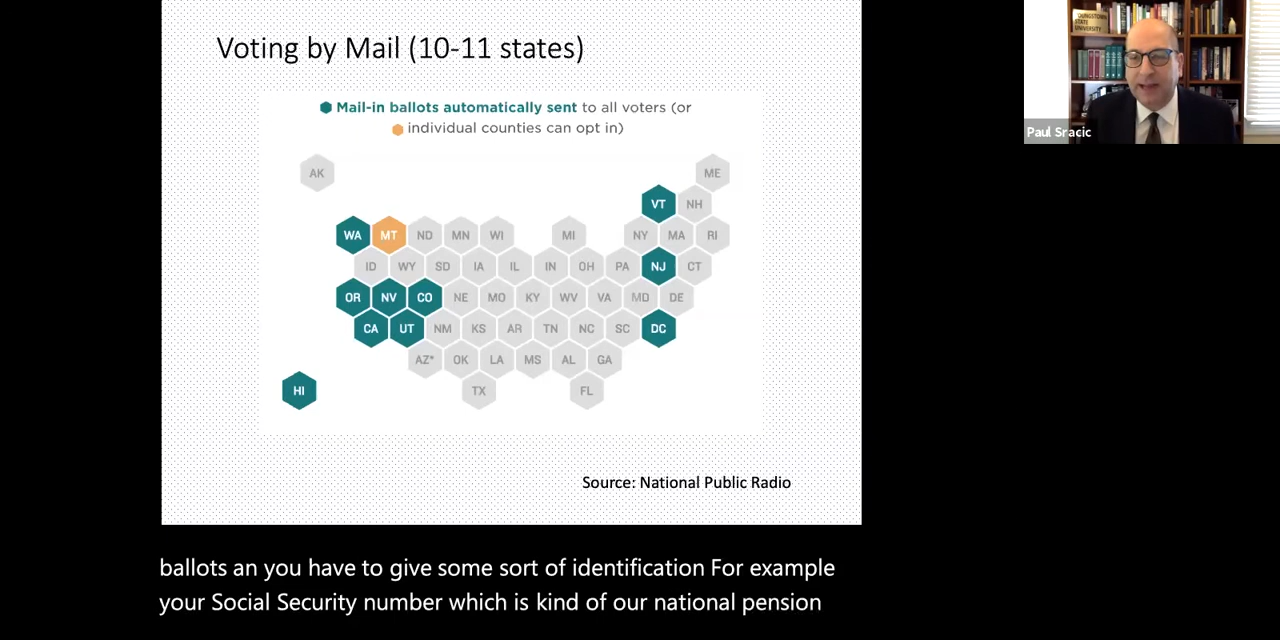 Voting by Mail (10-11 states)
Mail-in ballots automatically sent to all voters (or
individual counties can opt in)
AK
ME
VT
NH
WA
MT
ND
MN
WI
MI
NY
MA
RI
ID
WY
SD
IA
IL
IN
OH
PA
NJ
CT
OR
NV
CO
NE
MO
KY
WV
VA
MD
DE
CA
UT
NM
KS
AR
TN
NC
SC
DC
AZ*
OK
LA
MS
AL
GA
HI
TX
FL
Source: National Public Radio
YOUNGSTOWN
STATE
UNIVERSITY
Paul Sracic
ballots an you have to give some sort of identification For example
your Social Security number which is kind of our national pension